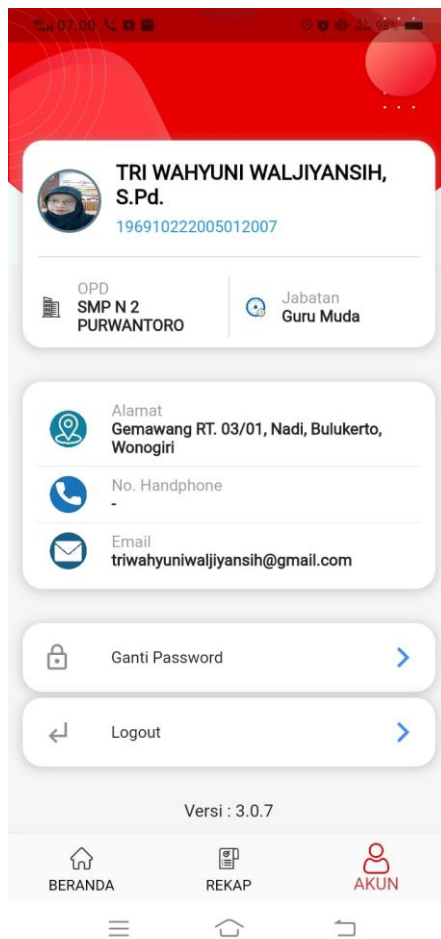 07.00
98%
TRI WAHYUNI WALJIYANSIH,
S.Pd.
196910222005012007
OPD
SMP N 2
PURWANTORO
Jabatan
Guru Muda
Alamat
Gemawang RT. 03/01, Nadi, Bulukerto,
Wonogiri
No. Handphone
-
Email
triwahyuniwaljiyansih@gmail.com
Ganti Password
Logout
Versi : 3.0.7
BERANDA
REKAP
AKUN